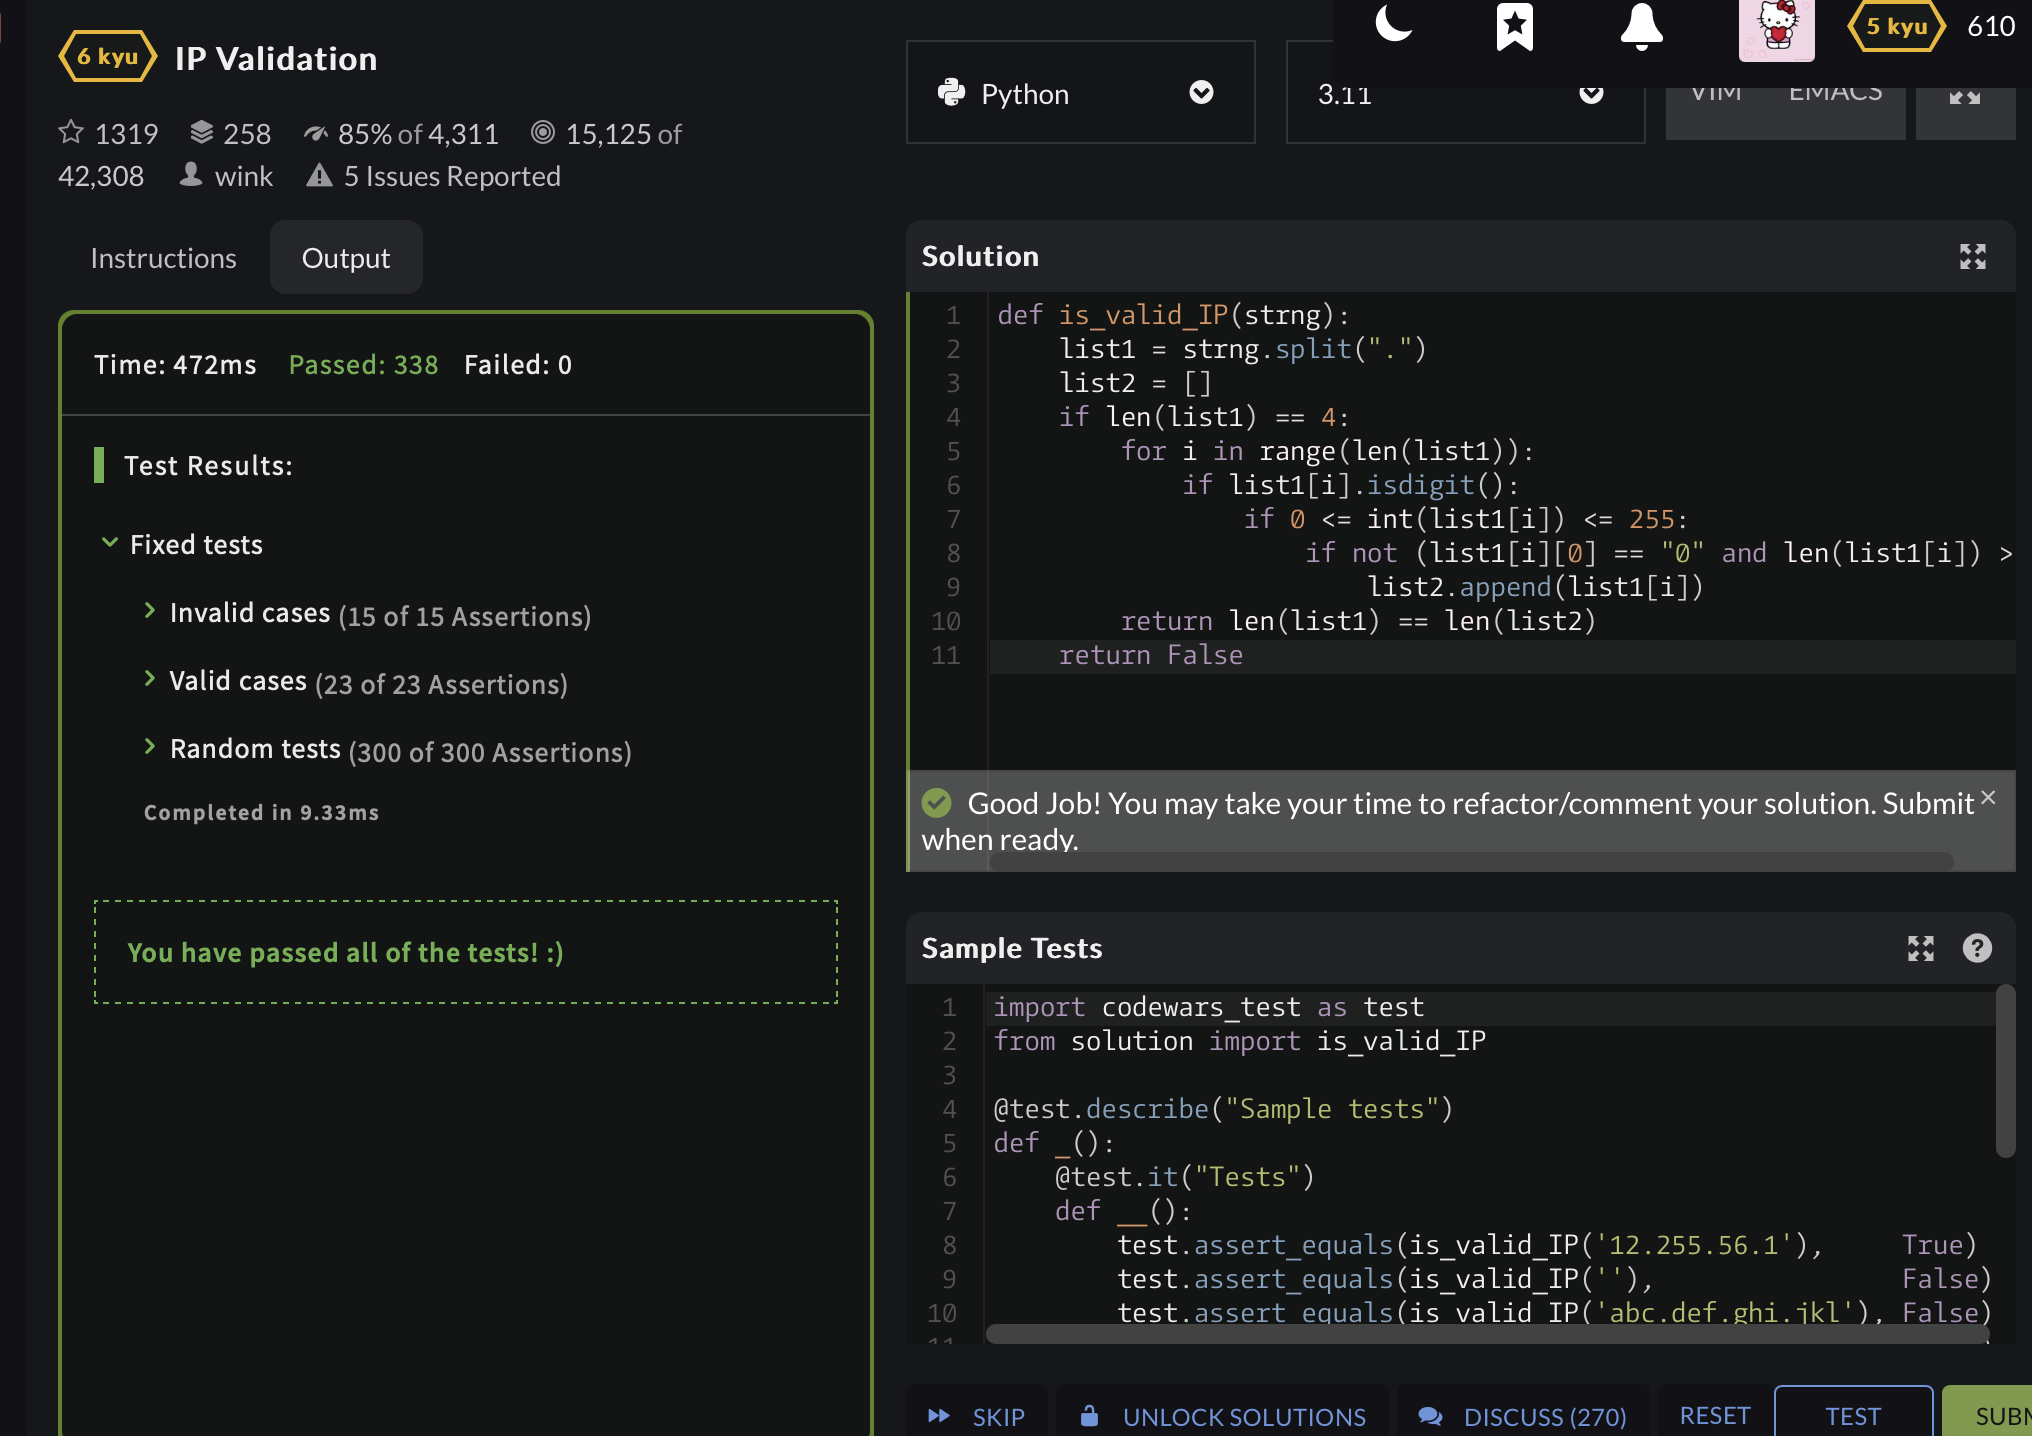 6 kyu IP Validation
1319 258 85% of 4,311 15,125 of
42,308 wink 5 Issues Reported
Instructions Output
Time: 472ms Passed: 338 Failed: 0
Test Results:
Fixed tests
Invalid cases (15 of 15 Assertions)
Valid cases (23 of 23 Assertions)
Random tests (300 of 300 Assertions)
Completed in 9.33ms
You have passed all of the tests! :)
5 kyu 610
Python
3.11
VIM EMACS
Solution
1 def is_valid_IP(strng):
2     list1 = strng.split(".")
3     list2 = []
4     if len(list1) == 4:
5         for i in range(len(list1)):
6             if list1[i].isdigit():
7                 if 0 <= int(list1[i]) <= 255:
8                     if not (list1[i][0] == "0" and len(list1[i]) >
9                         list2.append(list1[i])
10         return len(list1) == len(list2)
11     return False
Good Job! You may take your time to refactor/comment your solution. Submit
when ready.
Sample Tests
1 import codewars_test as test
2 from solution import is_valid_IP
3
4 @test.describe("Sample tests")
5 def _():
6     @test.it("Tests")
7     def __():
8         test.assert_equals(is_valid_IP('12.255.56.1'),     True)
9         test.assert_equals(is_valid_IP(''),                False)
10         test.assert_equals(is_valid_IP('abc.def.ghi.jkl'), False)
11
SKIP UNLOCK SOLUTIONS DISCUSS (270) RESET TEST